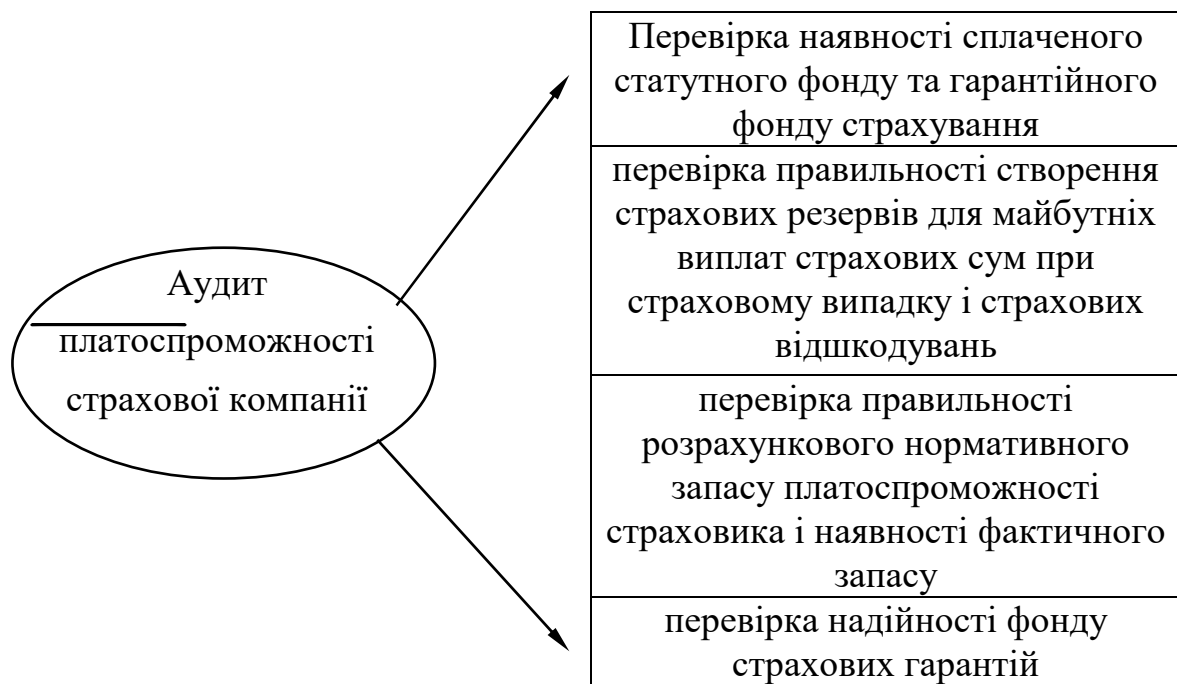 Аудит
платоспроможності
страхової компанії
Перевірка наявності сплаченого
статутного фонду та гарантійного
фонду страхування
перевірка правильності створення
страхових резервів для майбутніх
виплат страхових сум при
страховому випадку і страхових
відшкодувань
перевірка правильності
розрахункового нормативного
запасу платоспроможності
страховика і наявності фактичного
запасу
перевірка надійності фонду
страхових гарантій